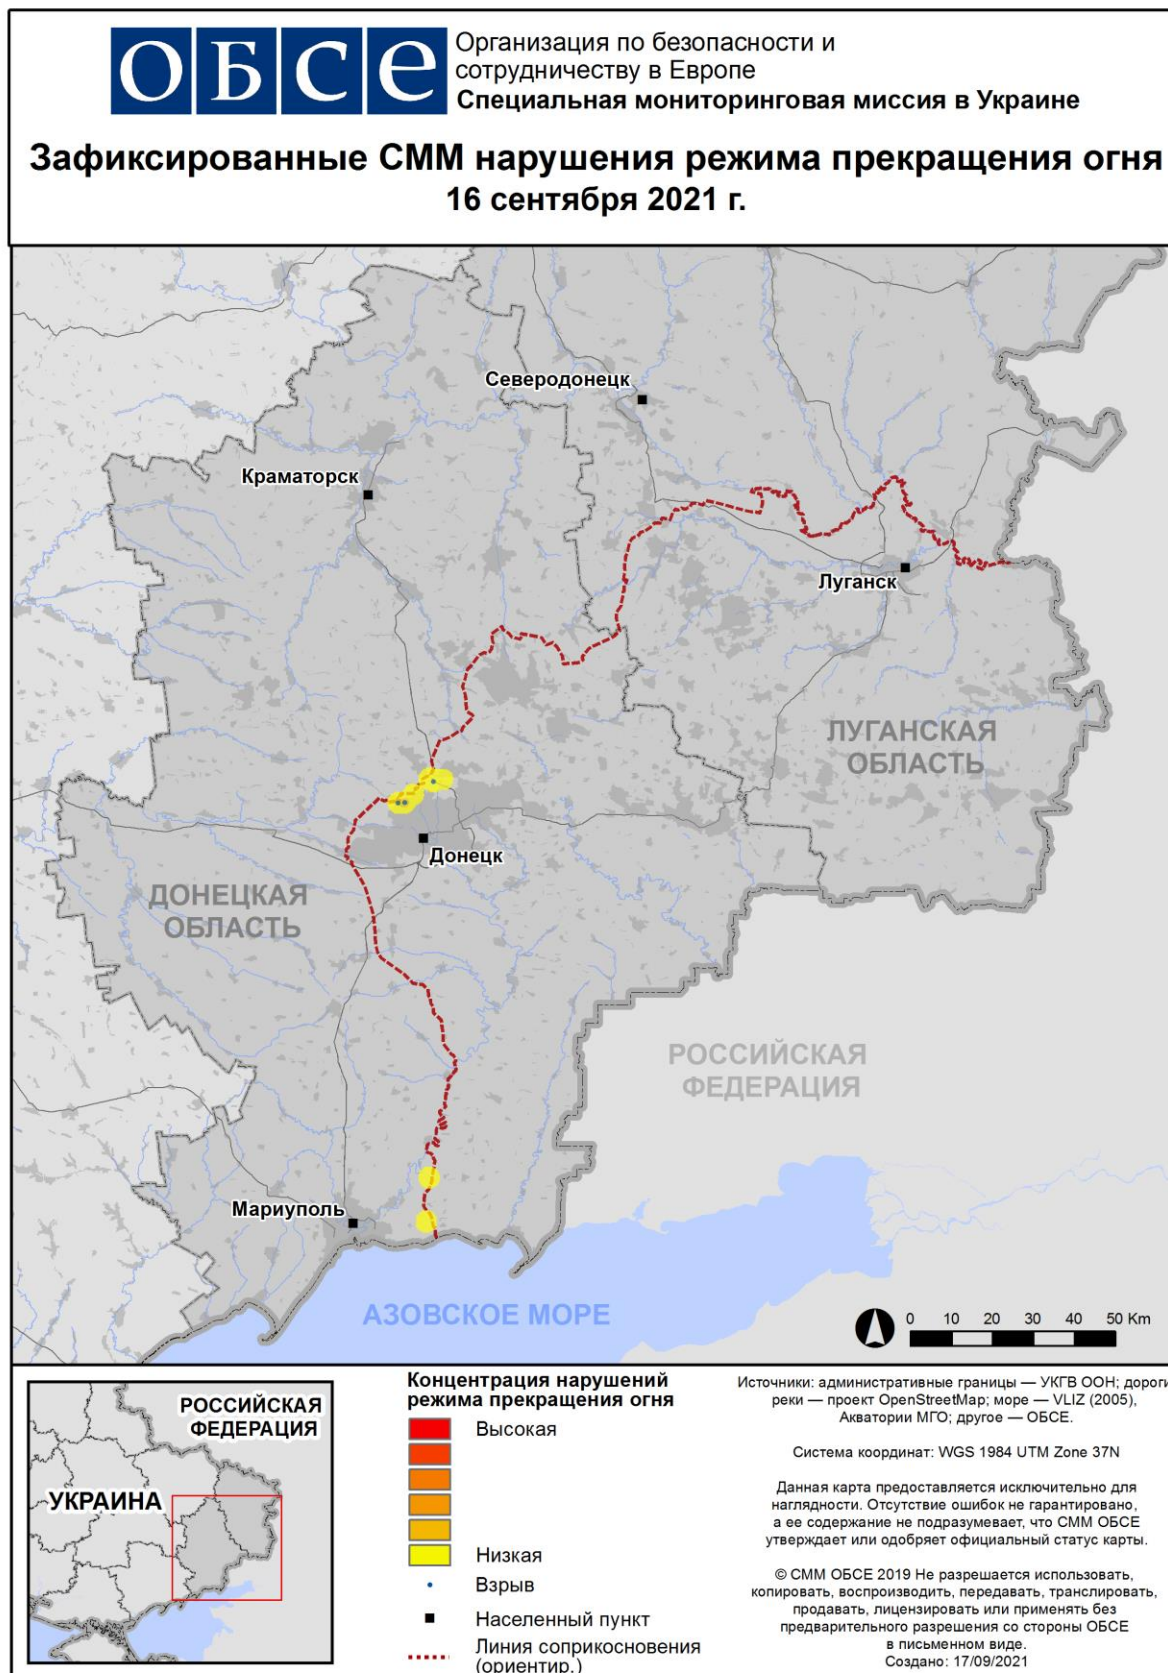 ОБСЕ
Организация по безопасности и
сотрудничеству в Европе
Специальная мониторинговая миссия в Украине
Зафиксированные СММ нарушения режима прекращения огня
16 сентября 2021 г.
Северодонецк
Краматорск
Луганск
ЛУГАНСКАЯ
ОБЛАСТЬ
Донецк
ДОНЕЦКАЯ
ОБЛАСТЬ
РОССИЙСКАЯ
ФЕДЕРАЦИЯ
Мариуполь
АЗОВСКОЕ МОРЕ
0 10 20 30 40 50 Km
РОССИЙСКАЯ
ФЕДЕРАЦИЯ
УКРАИНА
Концентрация нарушений
режима прекращения огня
Высокая
Низкая
Взрыв
Населенный пункт
Линия соприкосновения
(ориентир.)
Источники: административные границы — УКГВ ООН; дороги
реки — проект OpenStreetMap; море — VLIZ (2005),
Акватории МГО; другое — ОБСЕ.
Система координат: WGS 1984 UTM Zone 37N
Данная карта предоставляется исключительно для
наглядности. Отсутствие ошибок не гарантировано,
а ее содержание не подразумевает, что СММ ОБСЕ
утверждает или одобряет официальный статус карты.
© СММ ОБСЕ 2019 Не разрешается использовать,
копировать, воспроизводить, передавать, транслировать,
продавать, лицензировать или применять без
предварительного разрешения со стороны ОБСЕ
в письменном виде.
Создано: 17/09/2021